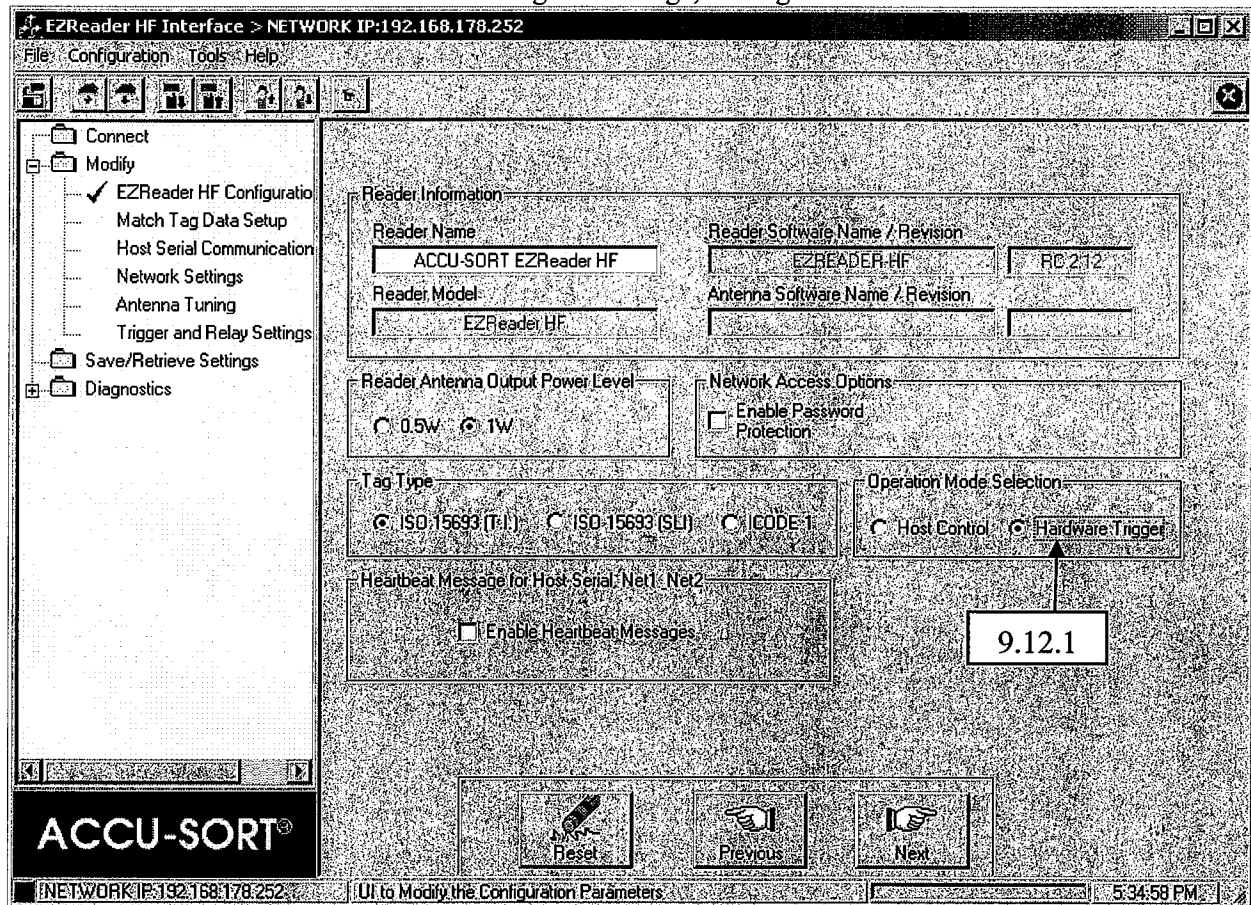 EZReader HF Interface > NETWORK IP:192.168.178.252
File Configuration Tools Help
Connect
Modify
EZReader HF Configuratio
Match Tag Data Setup
Host Serial Communication
Network Settings
Antenna Tuning
Trigger and Relay Settings
Save/Retrieve Settings
Diagnostics
Reader Information
Reader Name
Reader Software Name / Revision
ACCU-SORT EZReader HF
EZREADER-HF
RC 2.12
Reader Model
Antenna Software Name / Revision
EZReader HF
Reader Antenna Output Power Level
Network Access Options
0.5W 1W
Enable Password
Protection
Tag Type
Operation Mode Selection
ISO 15693 (T.I.) ISO 15693 (SLI) ICODE-1
Host Control Hardware Trigger
Heartbeat Message for Host Serial, Net1, Net2
Enable Heartbeat Messages
9.12.1
Reset Previous Next
ACCU-SORT®
NETWORK IP:192.168.178.252
UI to Modify the Configuration Parameters
5:34:58 PM